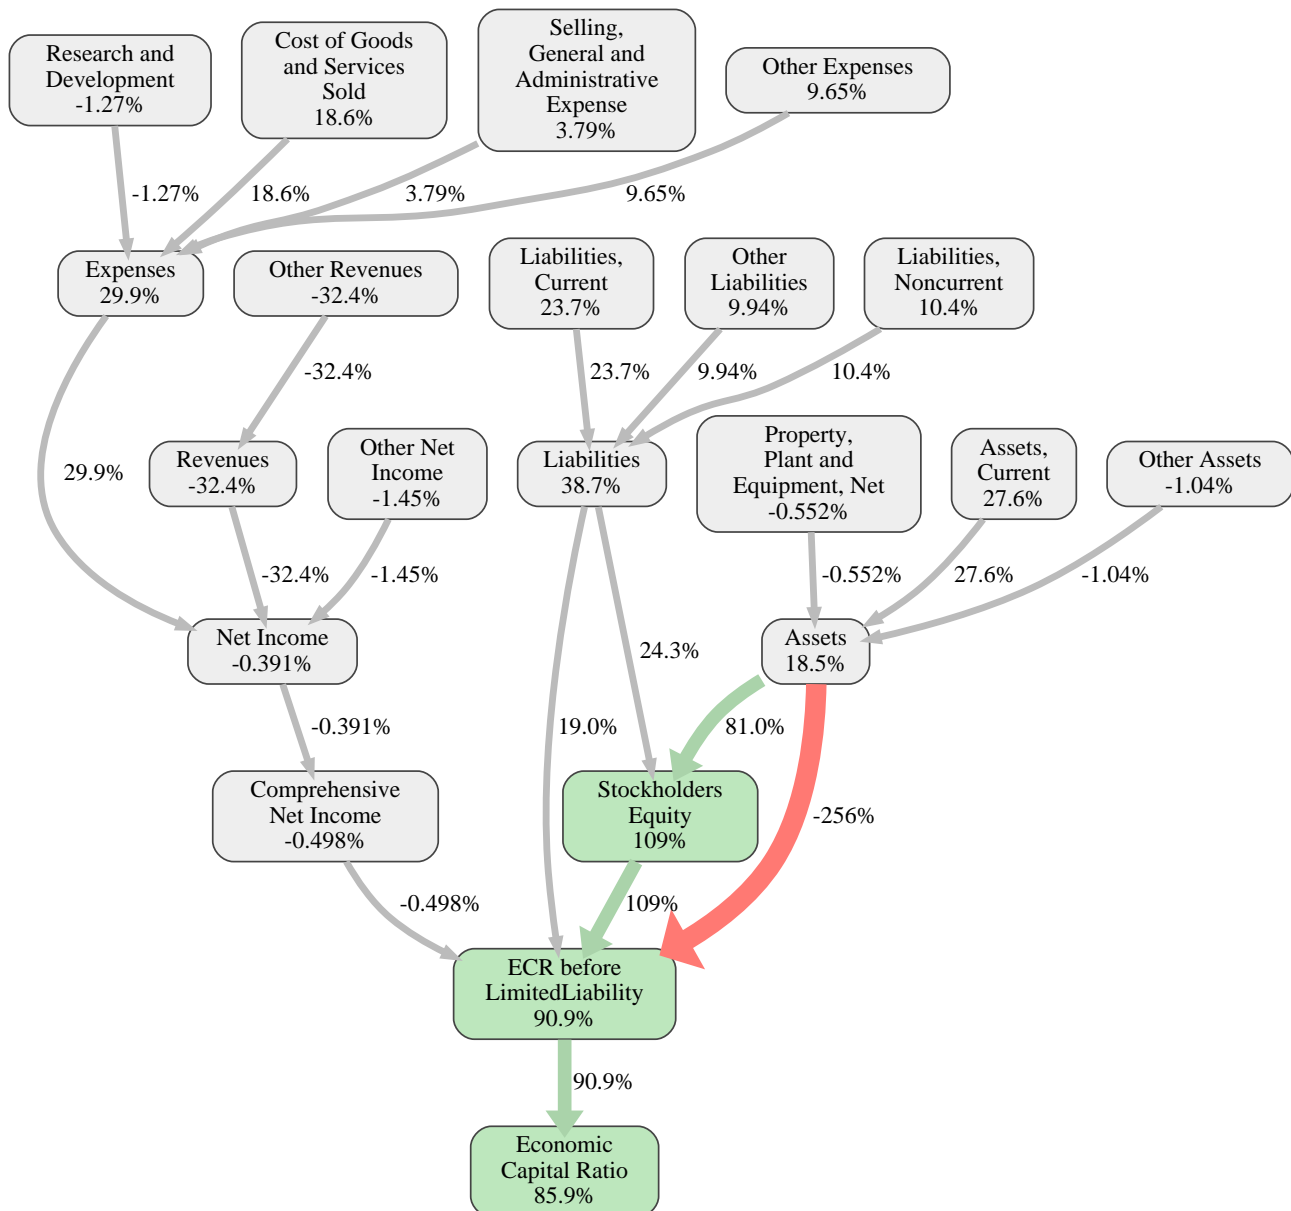 Research and
Development
-1.27%
Cost of Goods
and Services
Sold
18.6%
Selling,
General and
Administrative
Expense
3.79%
Other Expenses
9.65%
-1.27%
18.6%
3.79%
9.65%
Expenses
29.9%
Other Revenues
-32.4%
Liabilities,
Current
23.7%
Other
Liabilities
9.94%
Liabilities,
Noncurrent
10.4%
-32.4%
23.7%
9.94%
10.4%
29.9%
Revenues
-32.4%
Other Net
Income
-1.45%
Liabilities
38.7%
Property,
Plant and
Equipment, Net
-0.552%
Assets,
Current
27.6%
Other Assets
-1.04%
-32.4%
-1.45%
-0.552%
27.6%
-1.04%
Net Income
-0.391%
24.3%
Assets
18.5%
-0.391%
19.0%
81.0%
Comprehensive
Net Income
-0.498%
Stockholders
Equity
109%
-256%
-0.498%
109%
ECR before
LimitedLiability
90.9%
90.9%
Economic
Capital Ratio
85.9%